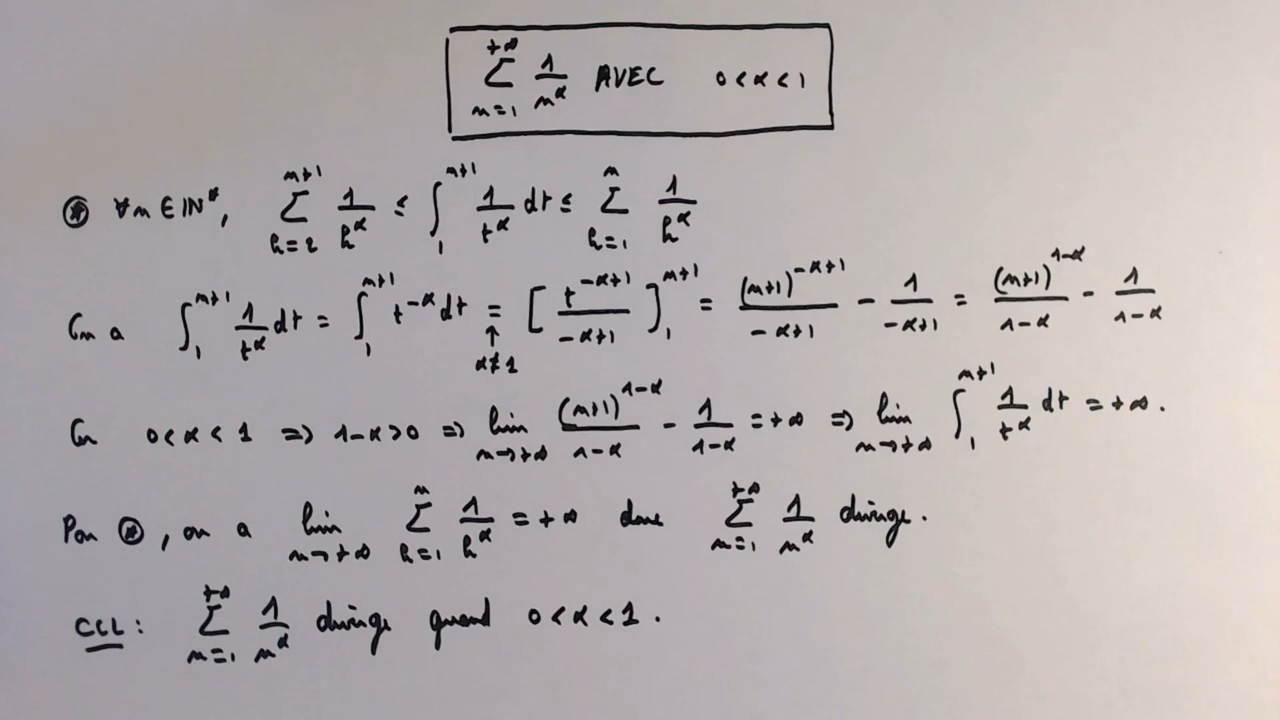 $\sum_{n=1}^{+\infty} \frac{1}{n^\alpha}$ AVEC $0 < \alpha < 1$
⊛ $\forall n \in \mathbb{N}^*, \sum_{k=2}^{n+1} \frac{1}{k^\alpha} \leq \int_1^{n+1} \frac{1}{t^\alpha} dt \leq \sum_{k=1}^{n} \frac{1}{k^\alpha}$
On a $\int_1^{n+1} \frac{1}{t^\alpha} dt = \int_1^{n+1} t^{-\alpha} dt \underset{\underset{\alpha \neq 1}{\uparrow}}{=} \left[ \frac{t^{-\alpha+1}}{-\alpha+1} \right]_1^{n+1} = \frac{(n+1)^{-\alpha+1}}{-\alpha+1} - \frac{1}{-\alpha+1} = \frac{(n+1)^{1-\alpha}}{1-\alpha} - \frac{1}{1-\alpha}$
Or $0 < \alpha < 1 \Rightarrow 1-\alpha > 0 \Rightarrow \lim_{n \to +\infty} \frac{(n+1)^{1-\alpha}}{1-\alpha} - \frac{1}{1-\alpha} = +\infty \Rightarrow \lim_{n \to +\infty} \int_1^{n+1} \frac{1}{t^\alpha} dt = +\infty.$
Par ⊛, on a $\lim_{n \to +\infty} \sum_{k=1}^{n} \frac{1}{k^\alpha} = +\infty$ donc $\sum_{n=1}^{+\infty} \frac{1}{n^\alpha}$ diverge.
CCL : $\sum_{n=1}^{+\infty} \frac{1}{n^\alpha}$ diverge quand $0 < \alpha < 1$.